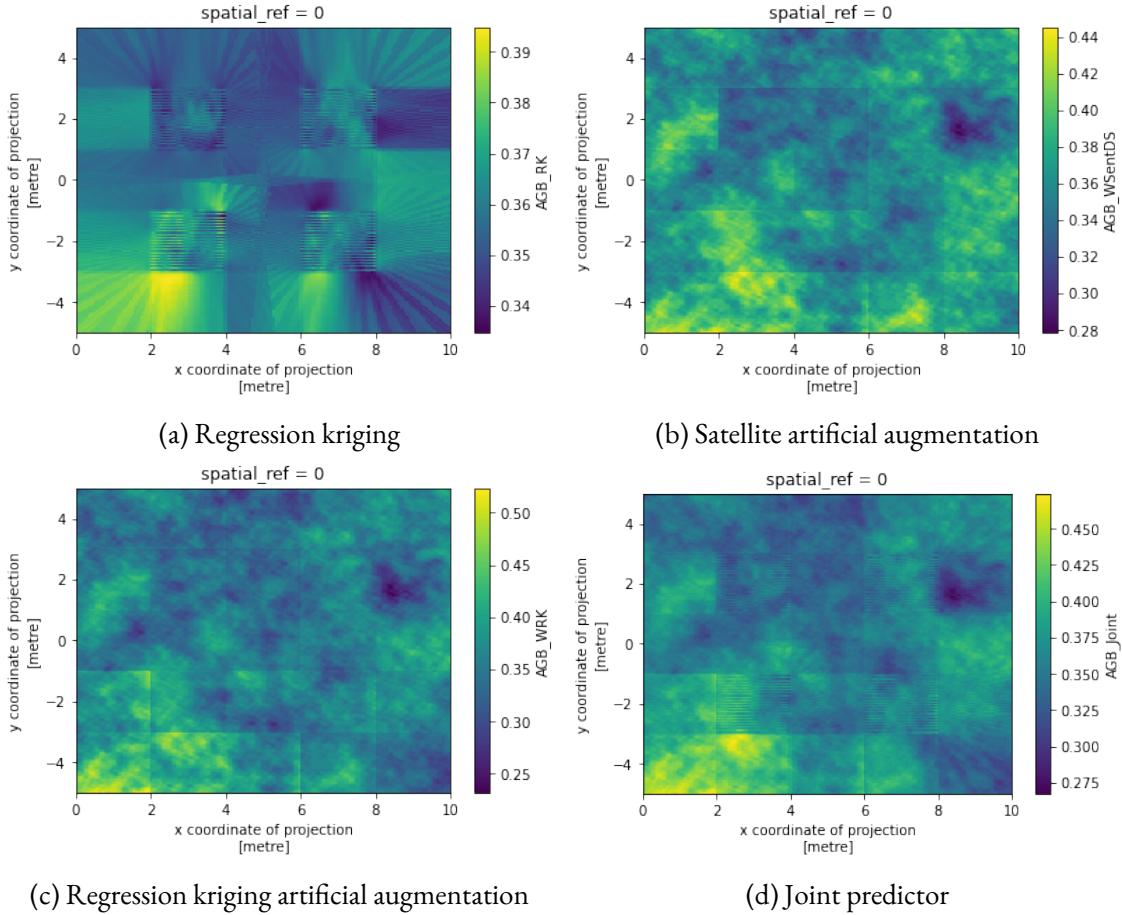 spatial_ref = 0
4
2
0
−2
−4
y coordinate of projection
[metre]
0
2
4
6
8
10
x coordinate of projection
[metre]
0.39
0.38
0.37
0.36
0.35
0.34
AGB_RK
(a) Regression kriging
spatial_ref = 0
4
2
0
−2
−4
y coordinate of projection
[metre]
0
2
4
6
8
10
x coordinate of projection
[metre]
0.44
0.42
0.40
0.38
0.36
0.34
0.32
0.30
0.28
AGB_WSentDS
(b) Satellite artificial augmentation
spatial_ref = 0
4
2
0
−2
−4
y coordinate of projection
[metre]
0
2
4
6
8
10
x coordinate of projection
[metre]
0.50
0.45
0.40
0.35
0.30
0.25
AGB_WRK
(c) Regression kriging artificial augmentation
spatial_ref = 0
4
2
0
−2
−4
y coordinate of projection
[metre]
0
2
4
6
8
10
x coordinate of projection
[metre]
0.450
0.425
0.400
0.375
0.350
0.325
0.300
0.275
AGB_Joint
(d) Joint predictor